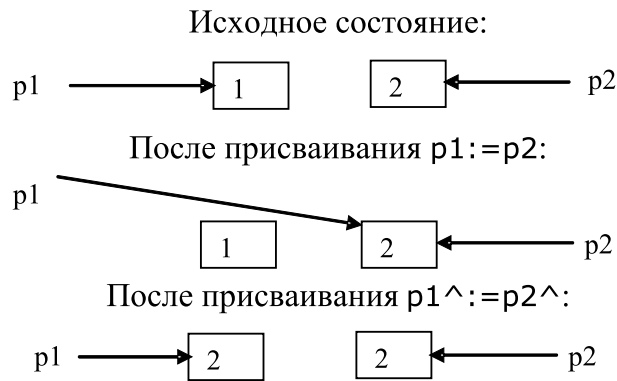 Исходное состояние:
p1 1 2 p2
После присваивания p1:=p2:
p1
1 2 p2
После присваивания p1^:=p2^:
p1 2 2 p2